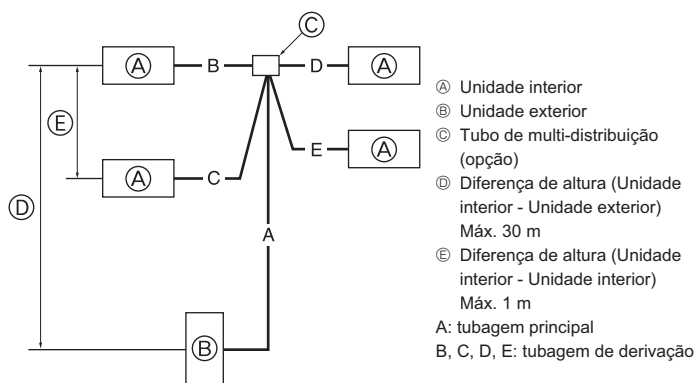 Ⓒ
Ⓐ B D Ⓐ
Ⓔ
Ⓐ C E Ⓐ
Ⓓ
A
Ⓑ
Ⓐ Unidade interior
Ⓑ Unidade exterior
Ⓒ Tubo de multi-distribuição
(opção)
Ⓓ Diferença de altura (Unidade
interior - Unidade exterior)
Máx. 30 m
Ⓔ Diferença de altura (Unidade
interior - Unidade interior)
Máx. 1 m
A: tubagem principal
B, C, D, E: tubagem de derivação